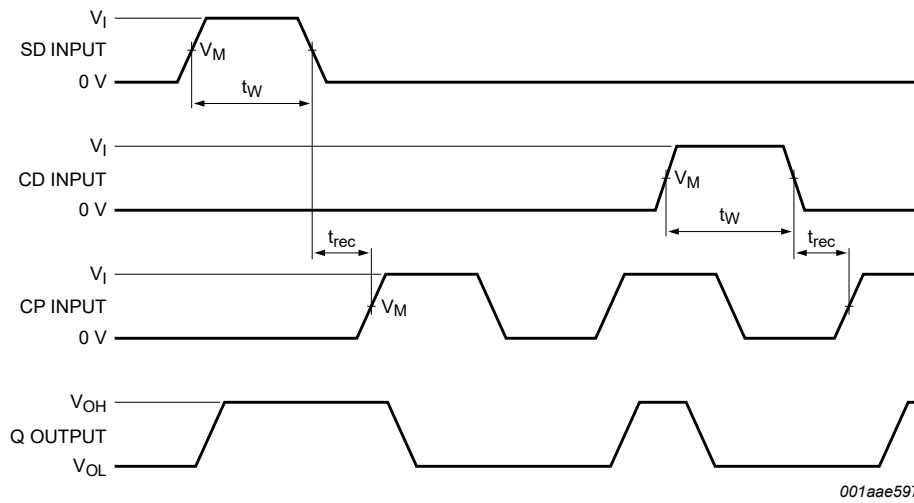 V_I
SD INPUT
V_M
0 V
t_W
V_I
CD INPUT
V_M
0 V
t_W
t_rec
t_rec
V_I
CP INPUT
V_M
0 V
V_OH
Q OUTPUT
V_OL
001aae597